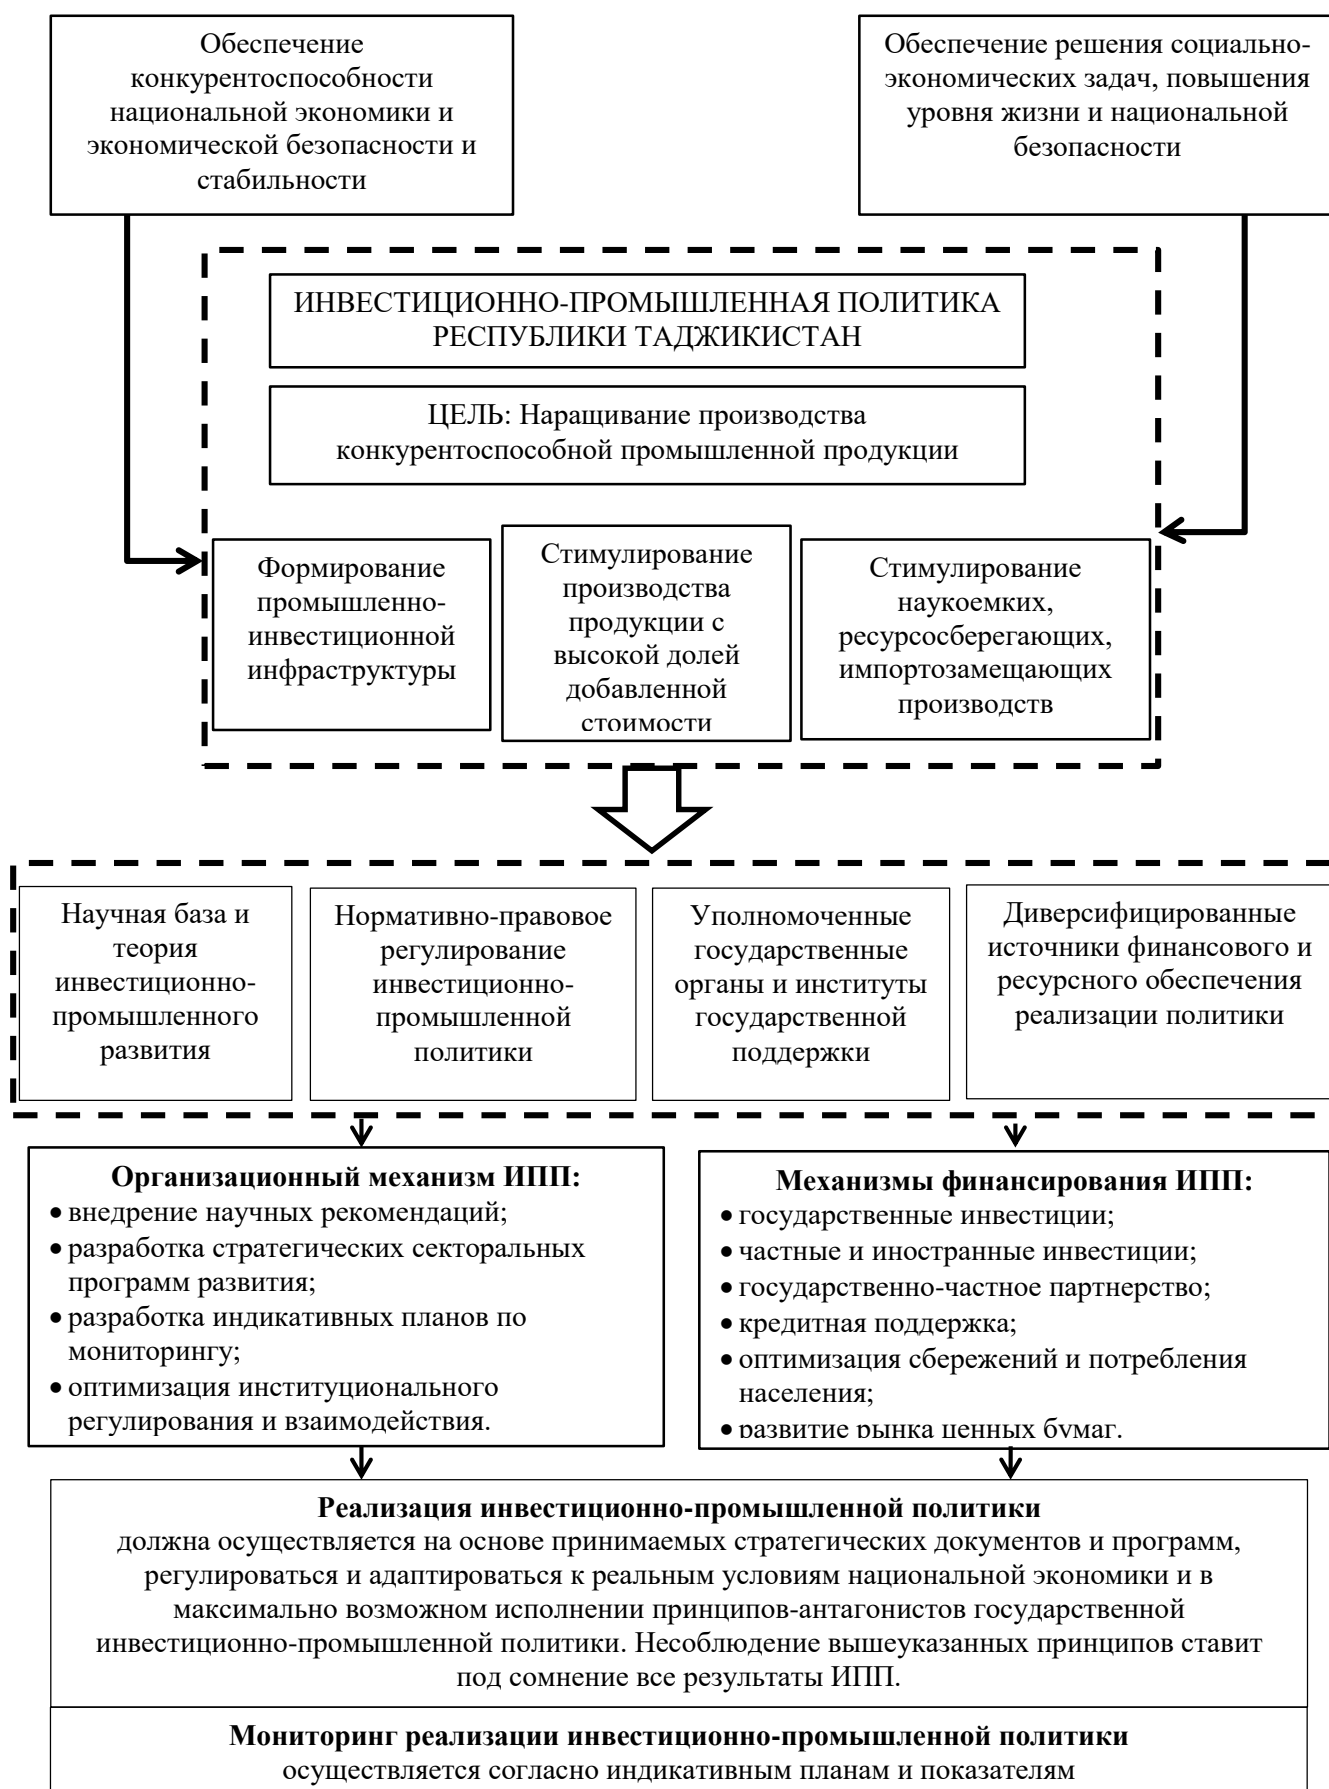 Обеспечение
конкурентоспособности
национальной экономики и
экономической безопасности и
стабильности
Обеспечение решения социально-
экономических задач, повышения
уровня жизни и национальной
безопасности
ИНВЕСТИЦИОННО-ПРОМЫШЛЕННАЯ ПОЛИТИКА
РЕСПУБЛИКИ ТАДЖИКИСТАН
ЦЕЛЬ: Наращивание производства
конкурентоспособной промышленной продукции
Формирование
промышленно-
инвестиционной
инфраструктуры
Стимулирование
производства
продукции с
высокой долей
добавленной
стоимости
Стимулирование
наукоемких,
ресурсосберегающих,
импортозамещающих
производств
Научная база и
теория
инвестиционно-
промышленного
развития
Нормативно-правовое
регулирование
инвестиционно-
промышленной
политики
Уполномоченные
государственные
органы и институты
государственной
поддержки
Диверсифицированные
источники финансового и
ресурсного обеспечения
реализации политики
Организационный механизм ИПП:
• внедрение научных рекомендаций;
• разработка стратегических секторальных
программ развития;
• разработка индикативных планов по
мониторингу;
• оптимизация институционального
регулирования и взаимодействия.
Механизмы финансирования ИПП:
• государственные инвестиции;
• частные и иностранные инвестиции;
• государственно-частное партнерство;
• кредитная поддержка;
• оптимизация сбережений и потребления
населения;
• развитие рынка ценных бумаг.
Реализация инвестиционно-промышленной политики
должна осуществляется на основе принимаемых стратегических документов и программ,
регулироваться и адаптироваться к реальным условиям национальной экономики и в
максимально возможном исполнении принципов-антагонистов государственной
инвестиционно-промышленной политики. Несоблюдение вышеуказанных принципов ставит
под сомнение все результаты ИПП.
Мониторинг реализации инвестиционно-промышленной политики
осуществляется согласно индикативным планам и показателям